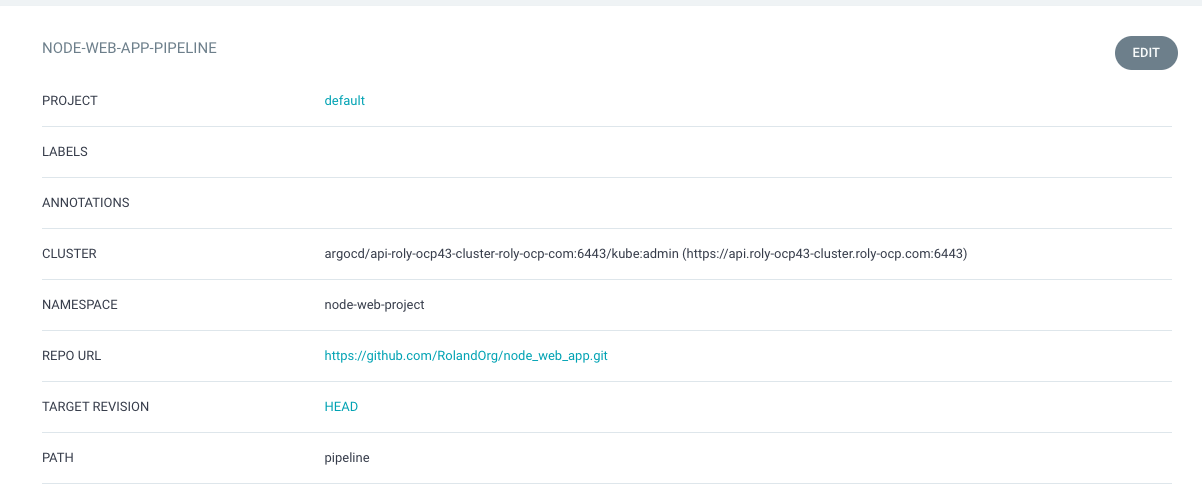 NODE-WEB-APP-PIPELINE
EDIT
PROJECT default
LABELS
ANNOTATIONS
CLUSTER argocd/api-roly-ocp43-cluster-roly-ocp-com:6443/kube:admin (https://api.roly-ocp43-cluster.roly-ocp.com:6443)
NAMESPACE node-web-project
REPO URL https://github.com/RolandOrg/node_web_app.git
TARGET REVISION HEAD
PATH pipeline